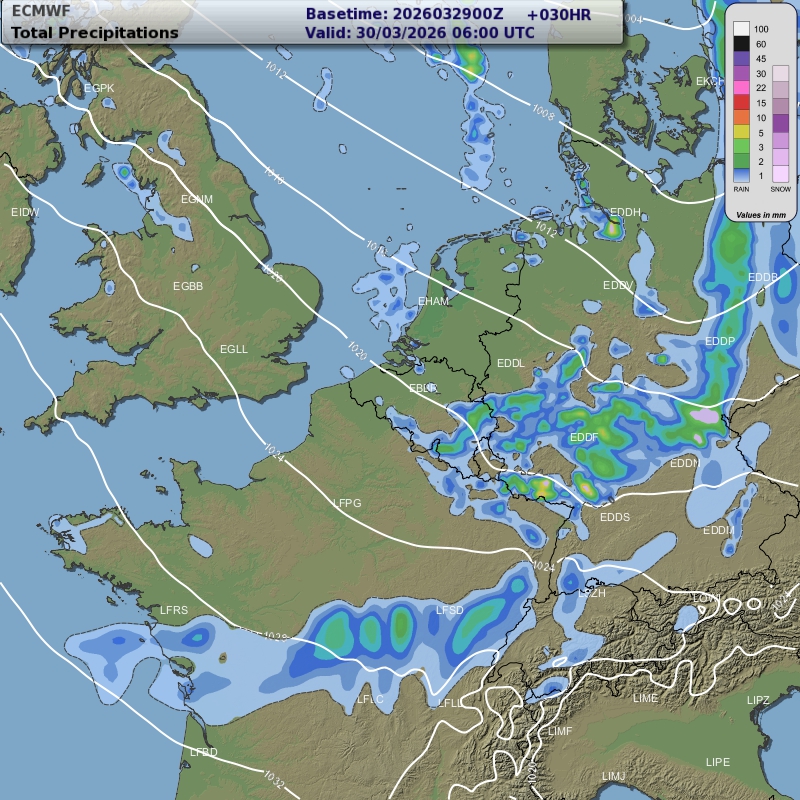 ECMWF
Basetime: 2026032900Z +030HR
Total Precipitations
Valid: 30/03/2026 06:00 UTC
1004
100
60
45
30
22
15
10
5
3
2
1
RAIN
SNOW
Values in mm
1012
EGPK
1008
EIDW
EGNM
1016
EDDH
1012
EGBB
1020
EHAM
EDDV
EDDB
EGLL
1020
EDDL
EDDP
1024
EDDF
EDDN
LFPG
EDDS
EDDM
1024
LFRS
LFSD
LSZH
1028
LFLC
LFLL
LIME
LIPZ
LIMF
LFBD
LIPE
1032
LIMJ